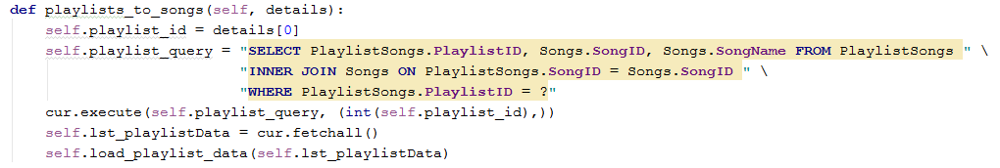 def playlists_to_songs(self, details):
    self.playlist_id = details[0]
    self.playlist_query = "SELECT PlaylistSongs.PlaylistID, Songs.SongID, Songs.SongName FROM PlaylistSongs " \
                          "INNER JOIN Songs ON PlaylistSongs.SongID = Songs.SongID " \
                          "WHERE PlaylistSongs.PlaylistID = ?"
    cur.execute(self.playlist_query, (int(self.playlist_id),))
    self.lst_playlistData = cur.fetchall()
    self.load_playlist_data(self.lst_playlistData)